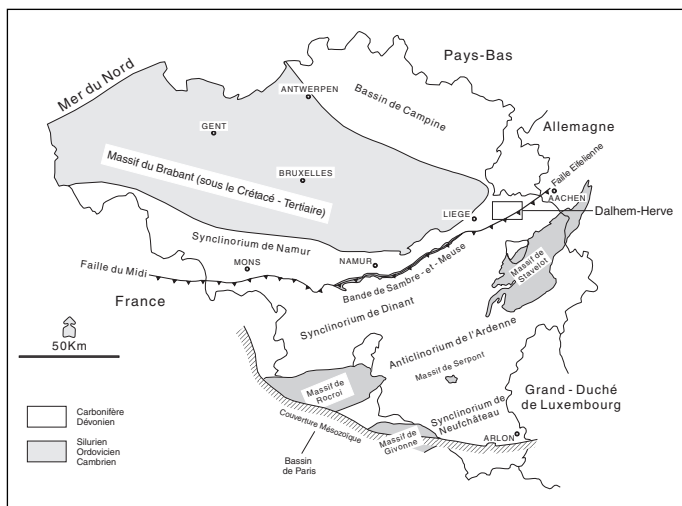 Pays-Bas
Mer du Nord
ANTWERPEN
Bassin de Campine
GENT
Allemagne
Massif du Brabant (sous le Crétacé - Tertiaire)
BRUXELLES
Faille Eifelienne
AACHEN
LIEGE
Dalhem-Herve
Synclinorium de Namur
MONS
NAMUR
Faille du Midi
Bande de Sambre-et-Meuse
Massif de
Stavelot
France
Synclinorium de Dinant
50Km
Anticlinorium de l'Ardenne
Massif de Serpont
Massif de
Rocroi
Grand-Duché
de Luxembourg
Couverture Mésozoïque
Synclinorium de
Neufchâteau
Massif de
Givonne
ARLON
Bassin
de Paris
Carbonifère
Dévonien
Silurien
Ordovicien
Cambrien